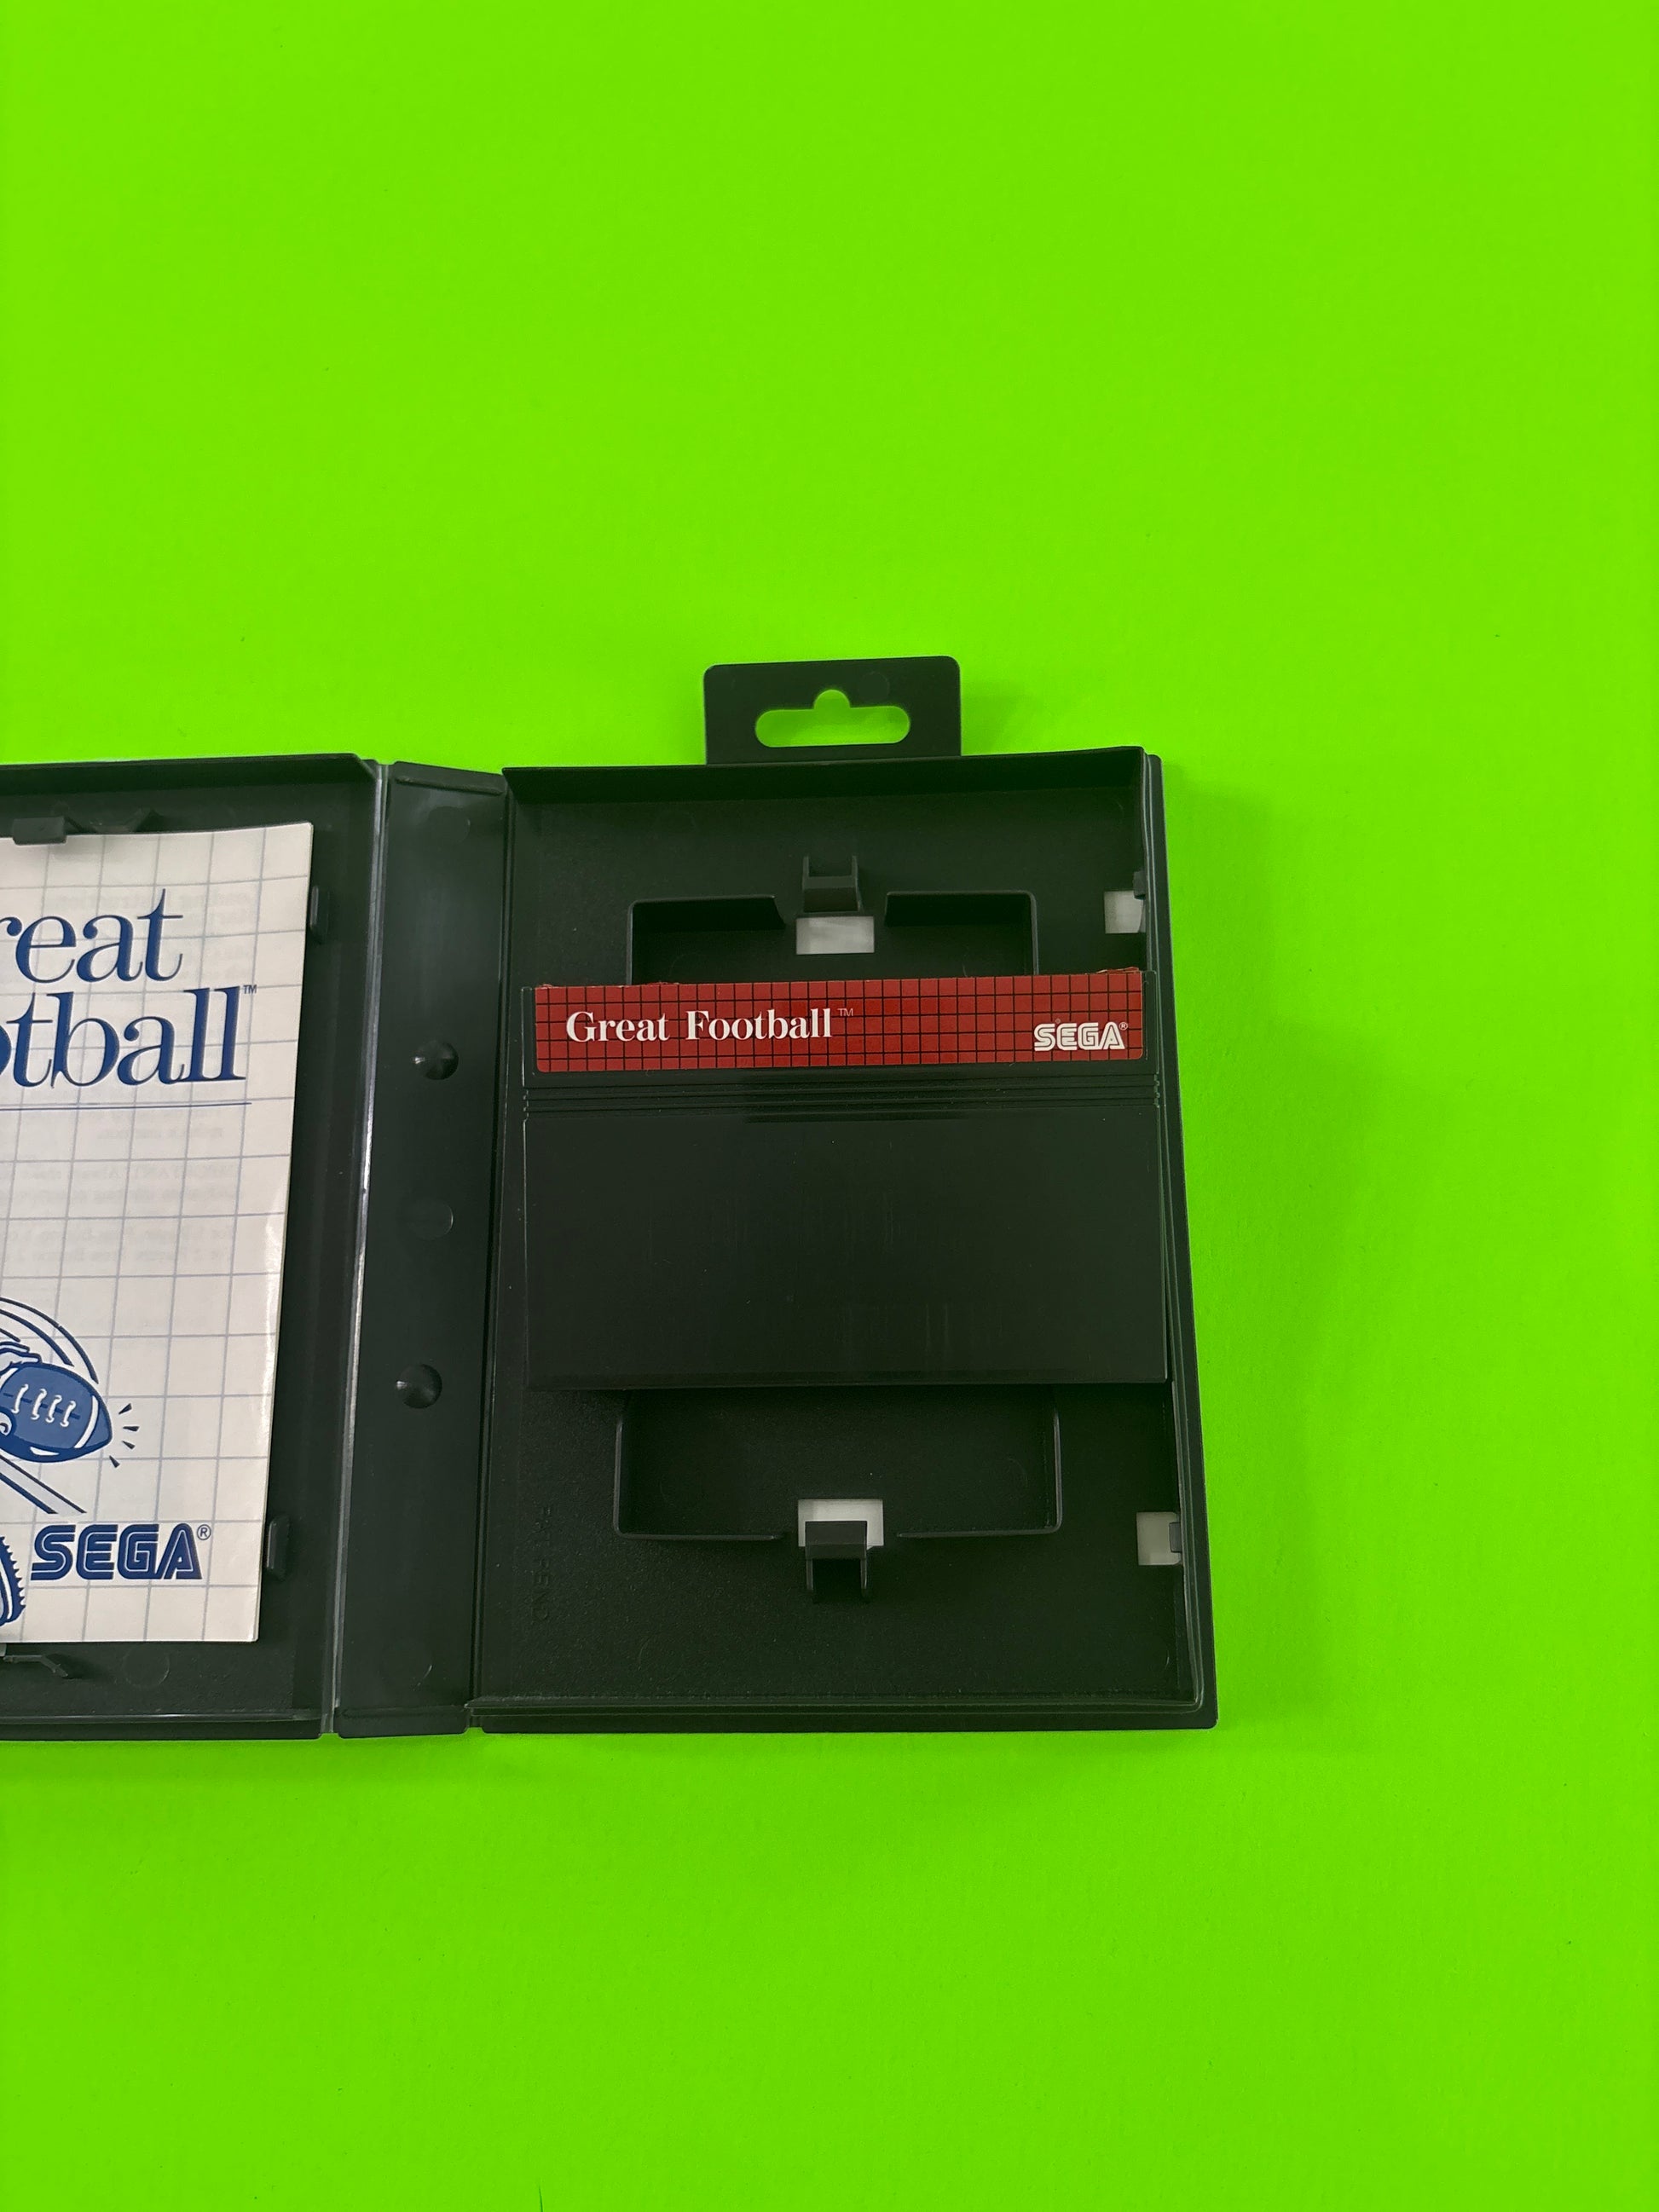 reat
otball™
SEGA®
Great Football™
SEGA®